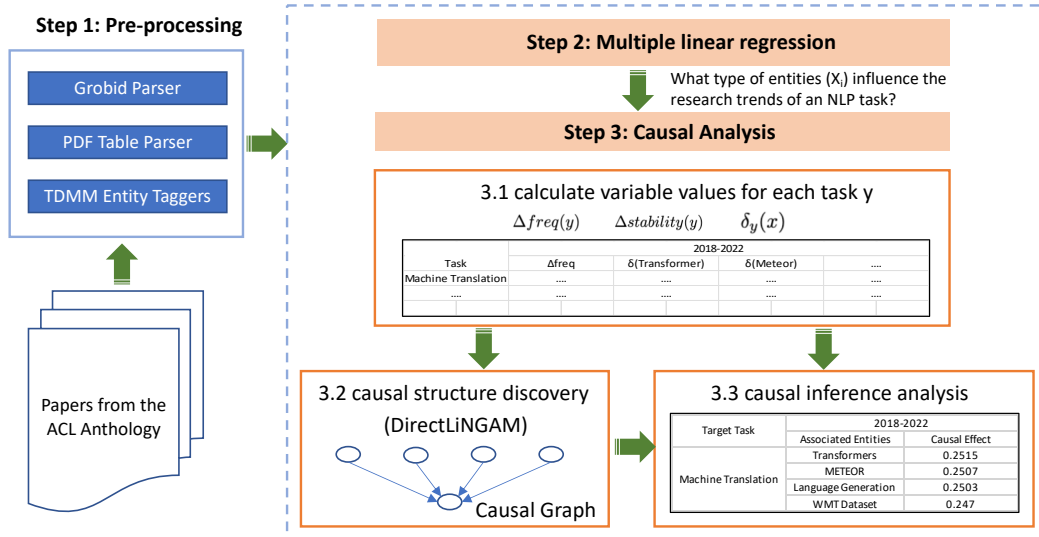 Step 1: Pre-processing
Grobid Parser
PDF Table Parser
TDMM Entity Taggers
Papers from the
ACL Anthology
Step 2: Multiple linear regression
What type of entities (Xᵢ) influence the
research trends of an NLP task?
Step 3: Causal Analysis
3.1 calculate variable values for each task y
Δfreq(y) Δstability(y) δ_y(x)
2018-2022
Task Δfreq δ(Transformer) δ(Meteor) ....
Machine Translation .... .... .... ....
.... .... .... .... ....
3.2 causal structure discovery
(DirectLiNGAM)
Causal Graph
3.3 causal inference analysis
Target Task 2018-2022
Associated Entities Causal Effect
Machine Translation
Transformers 0.2515
METEOR 0.2507
Language Generation 0.2503
WMT Dataset 0.247